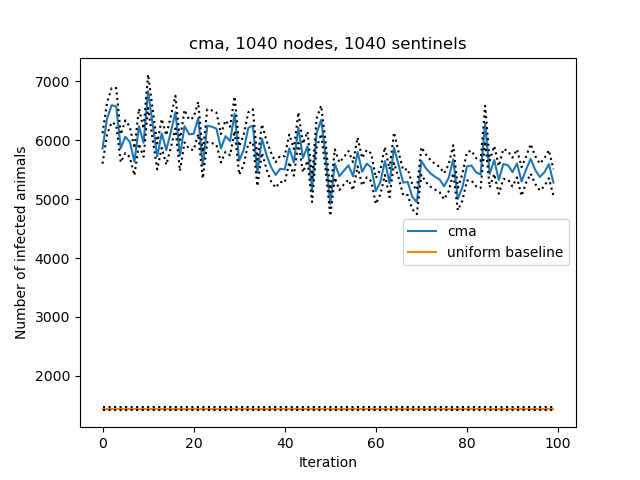 cma, 1040 nodes, 1040 sentinels
7000
6000
5000
4000
3000
2000
Number of infected animals
cma
uniform baseline
0 20 40 60 80 100
Iteration